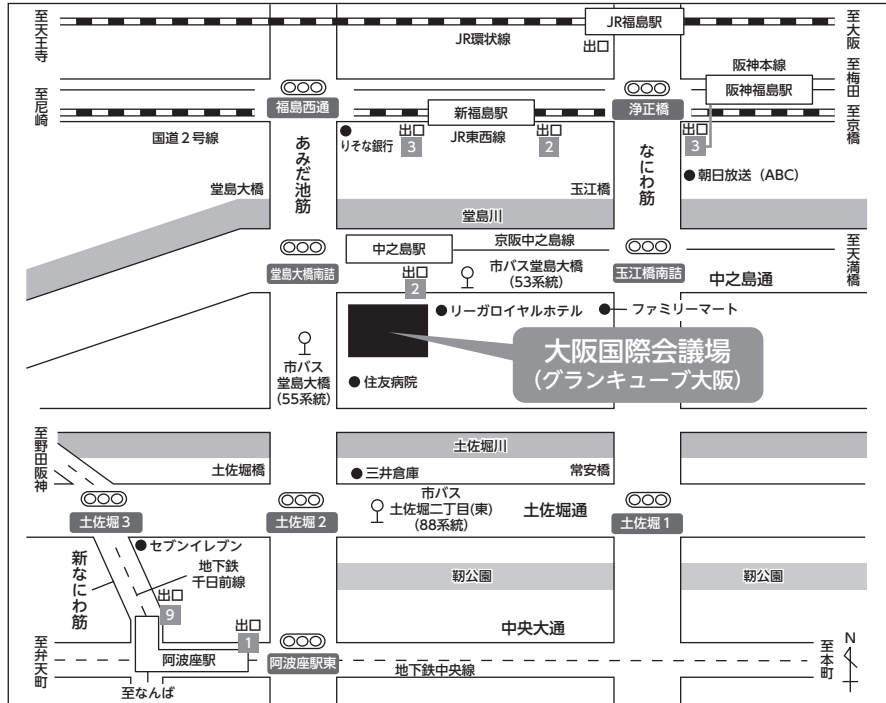 至天王寺
JR環状線
JR福島駅
出口
至大阪
阪神本線
至梅田
阪神福島駅
至尼崎
福島西通
新福島駅
浄正橋
至京橋
国道2号線
りそな銀行
出口
3
JR東西線
出口
2
出口
3
あみだ池筋
なにわ筋
朝日放送（ABC）
堂島大橋
玉江橋
堂島川
中之島駅
京阪中之島線
至天満橋
堂島大橋南詰
出口
2
市バス堂島大橋
(53系統)
玉江橋南詰
中之島通
リーガロイヤルホテル
ファミリーマート
大阪国際会議場
（グランキューブ大阪）
市バス
堂島大橋
(55系統)
住友病院
至野田阪神
土佐堀川
土佐堀橋
三井倉庫
常安橋
土佐堀3
土佐堀2
市バス
土佐堀二丁目(東)
(88系統)
土佐堀通
土佐堀1
セブンイレブン
新なにわ筋
地下鉄
千日前線
靭公園
靭公園
出口
9
出口
1
中央大通
至弁天町
阿波座駅
阿波座駅東
地下鉄中央線
至本町
N
至なんば